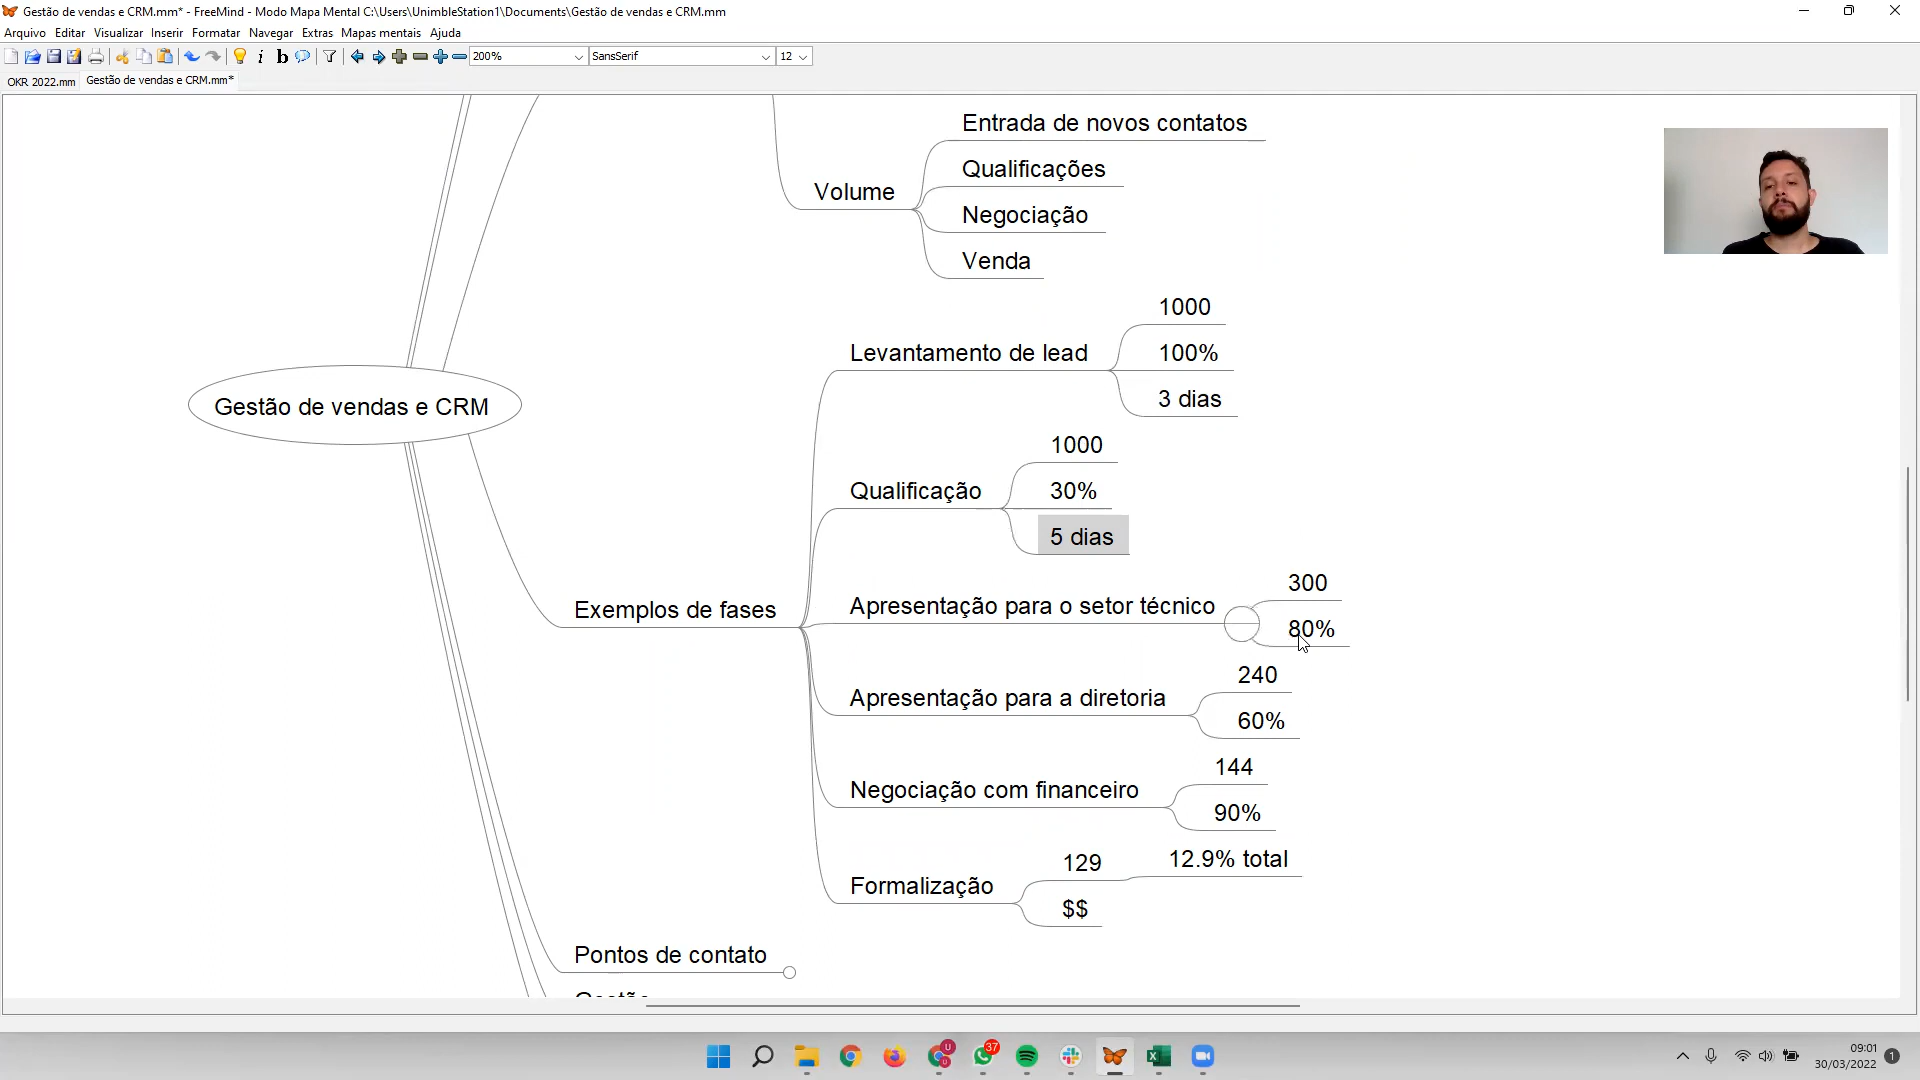 Gestão de vendas e CRM.mm* - FreeMind - Modo Mapa Mental C:\Users\UnimbleStation1\Documents\Gestão de vendas e CRM.mm
Arquivo Editar Visualizar Inserir Formatar Navegar Extras Mapas mentais Ajuda
200% SansSerif 12
OKR 2022.mm Gestão de vendas e CRM.mm*
Entrada de novos contatos
Qualificações
Volume
Negociação
Venda
1000
Levantamento de lead
100%
3 dias
Gestão de vendas e CRM
1000
Qualificação
30%
5 dias
300
Exemplos de fases
Apresentação para o setor técnico
80%
240
Apresentação para a diretoria
60%
144
Negociação com financeiro
90%
129
12.9% total
Formalização
$$
Pontos de contato
Gestão
U
U
37
09:01
30/03/2022
1